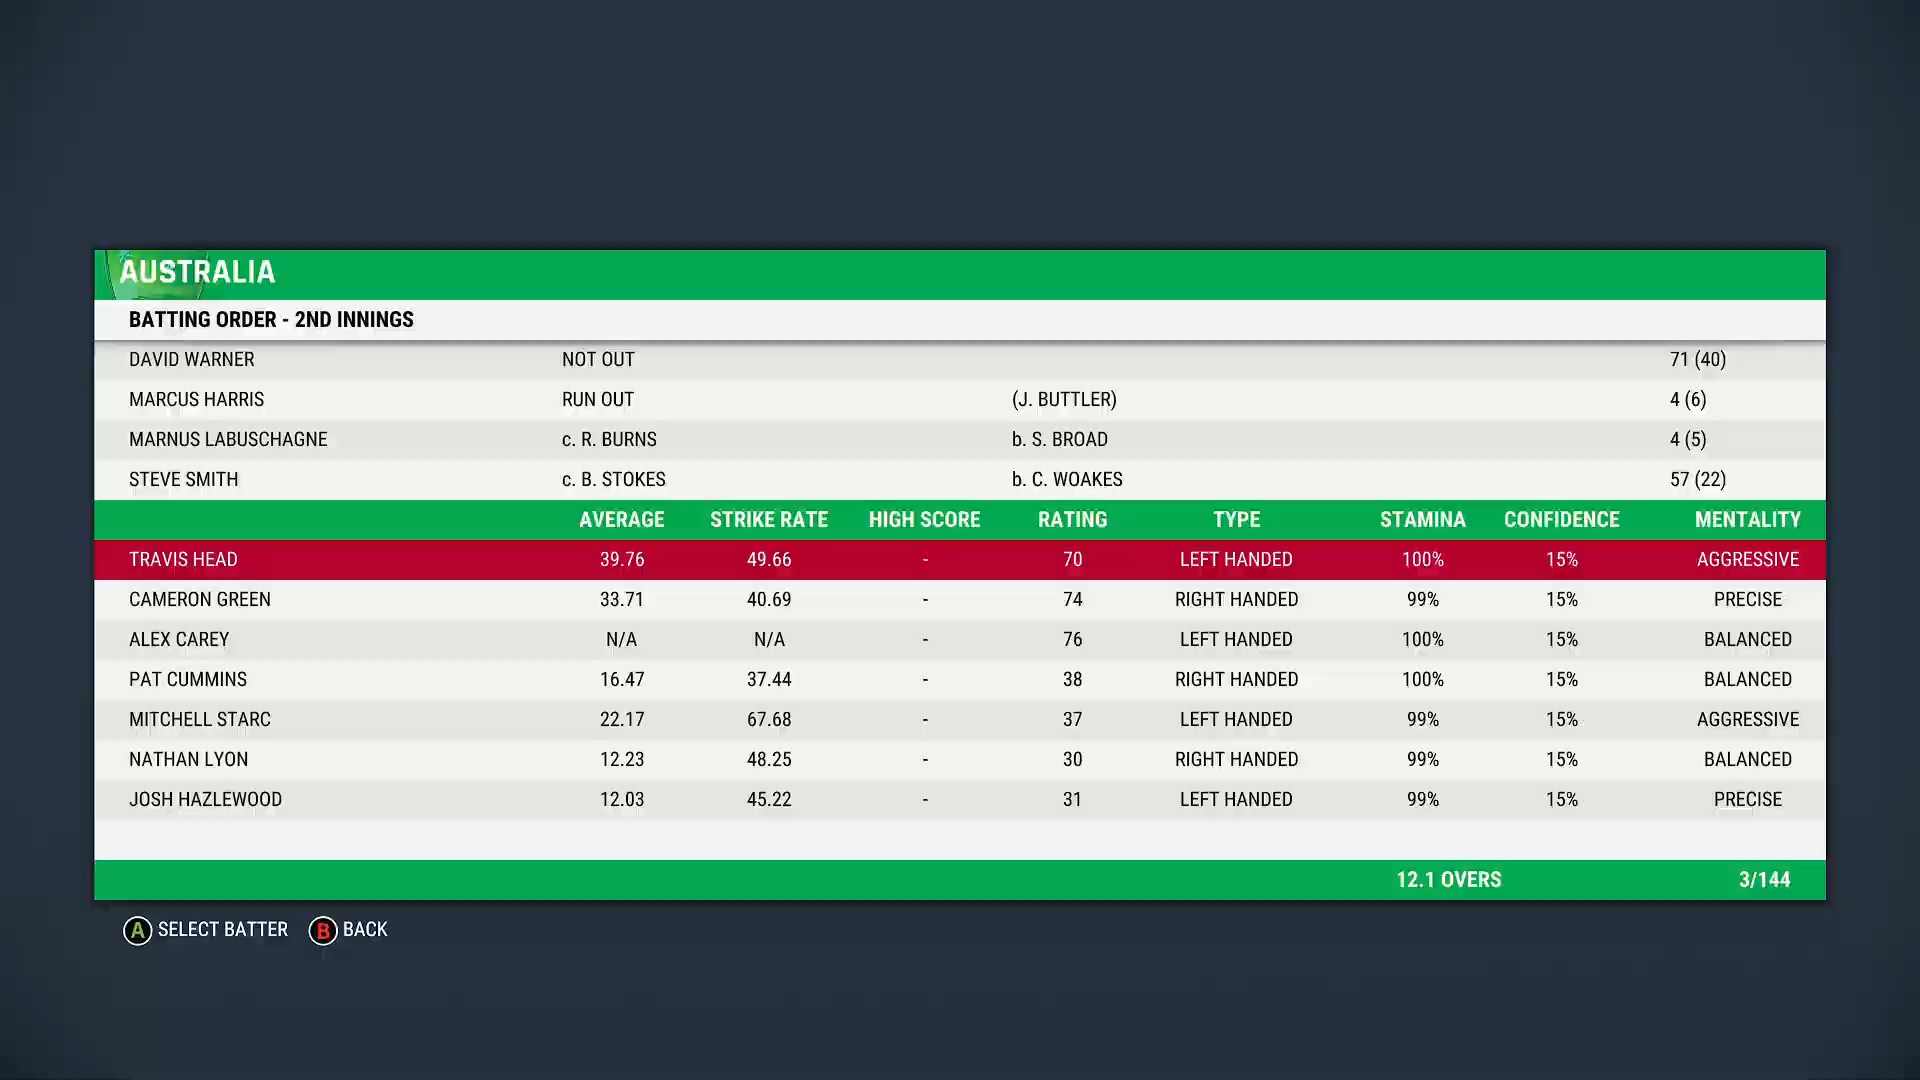 AUSTRALIA
BATTING ORDER - 2ND INNINGS
DAVID WARNER NOT OUT 71 (40)
MARCUS HARRIS RUN OUT (J. BUTTLER) 4 (6)
MARNUS LABUSCHAGNE c. R. BURNS b. S. BROAD 4 (5)
STEVE SMITH c. B. STOKES b. C. WOAKES 57 (22)
AVERAGE STRIKE RATE HIGH SCORE RATING TYPE STAMINA CONFIDENCE MENTALITY
TRAVIS HEAD 39.76 49.66 - 70 LEFT HANDED 100% 15% AGGRESSIVE
CAMERON GREEN 33.71 40.69 - 74 RIGHT HANDED 99% 15% PRECISE
ALEX CAREY N/A N/A - 76 LEFT HANDED 100% 15% BALANCED
PAT CUMMINS 16.47 37.44 - 38 RIGHT HANDED 100% 15% BALANCED
MITCHELL STARC 22.17 67.68 - 37 LEFT HANDED 99% 15% AGGRESSIVE
NATHAN LYON 12.23 48.25 - 30 RIGHT HANDED 99% 15% BALANCED
JOSH HAZLEWOOD 12.03 45.22 - 31 LEFT HANDED 99% 15% PRECISE
12.1 OVERS 3/144
A SELECT BATTER B BACK